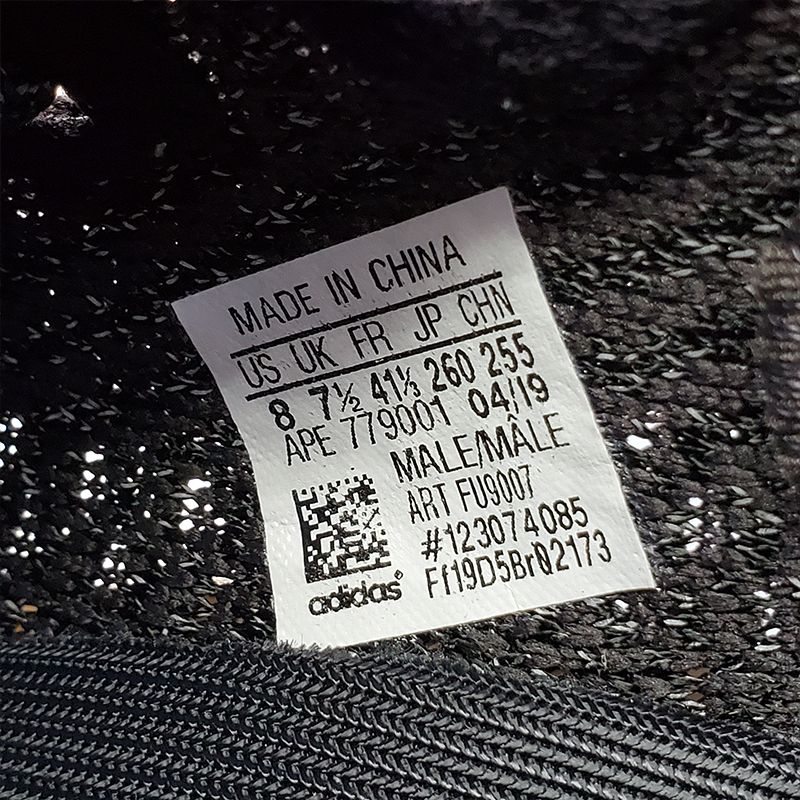 MADE IN CHINA
US UK FR JP CHN
8 7½ 41⅓ 260 255
APE 779001 04/19
MALE/MÂLE
ART FU9007
#123074085
Ff19D5Br02173
adidas®